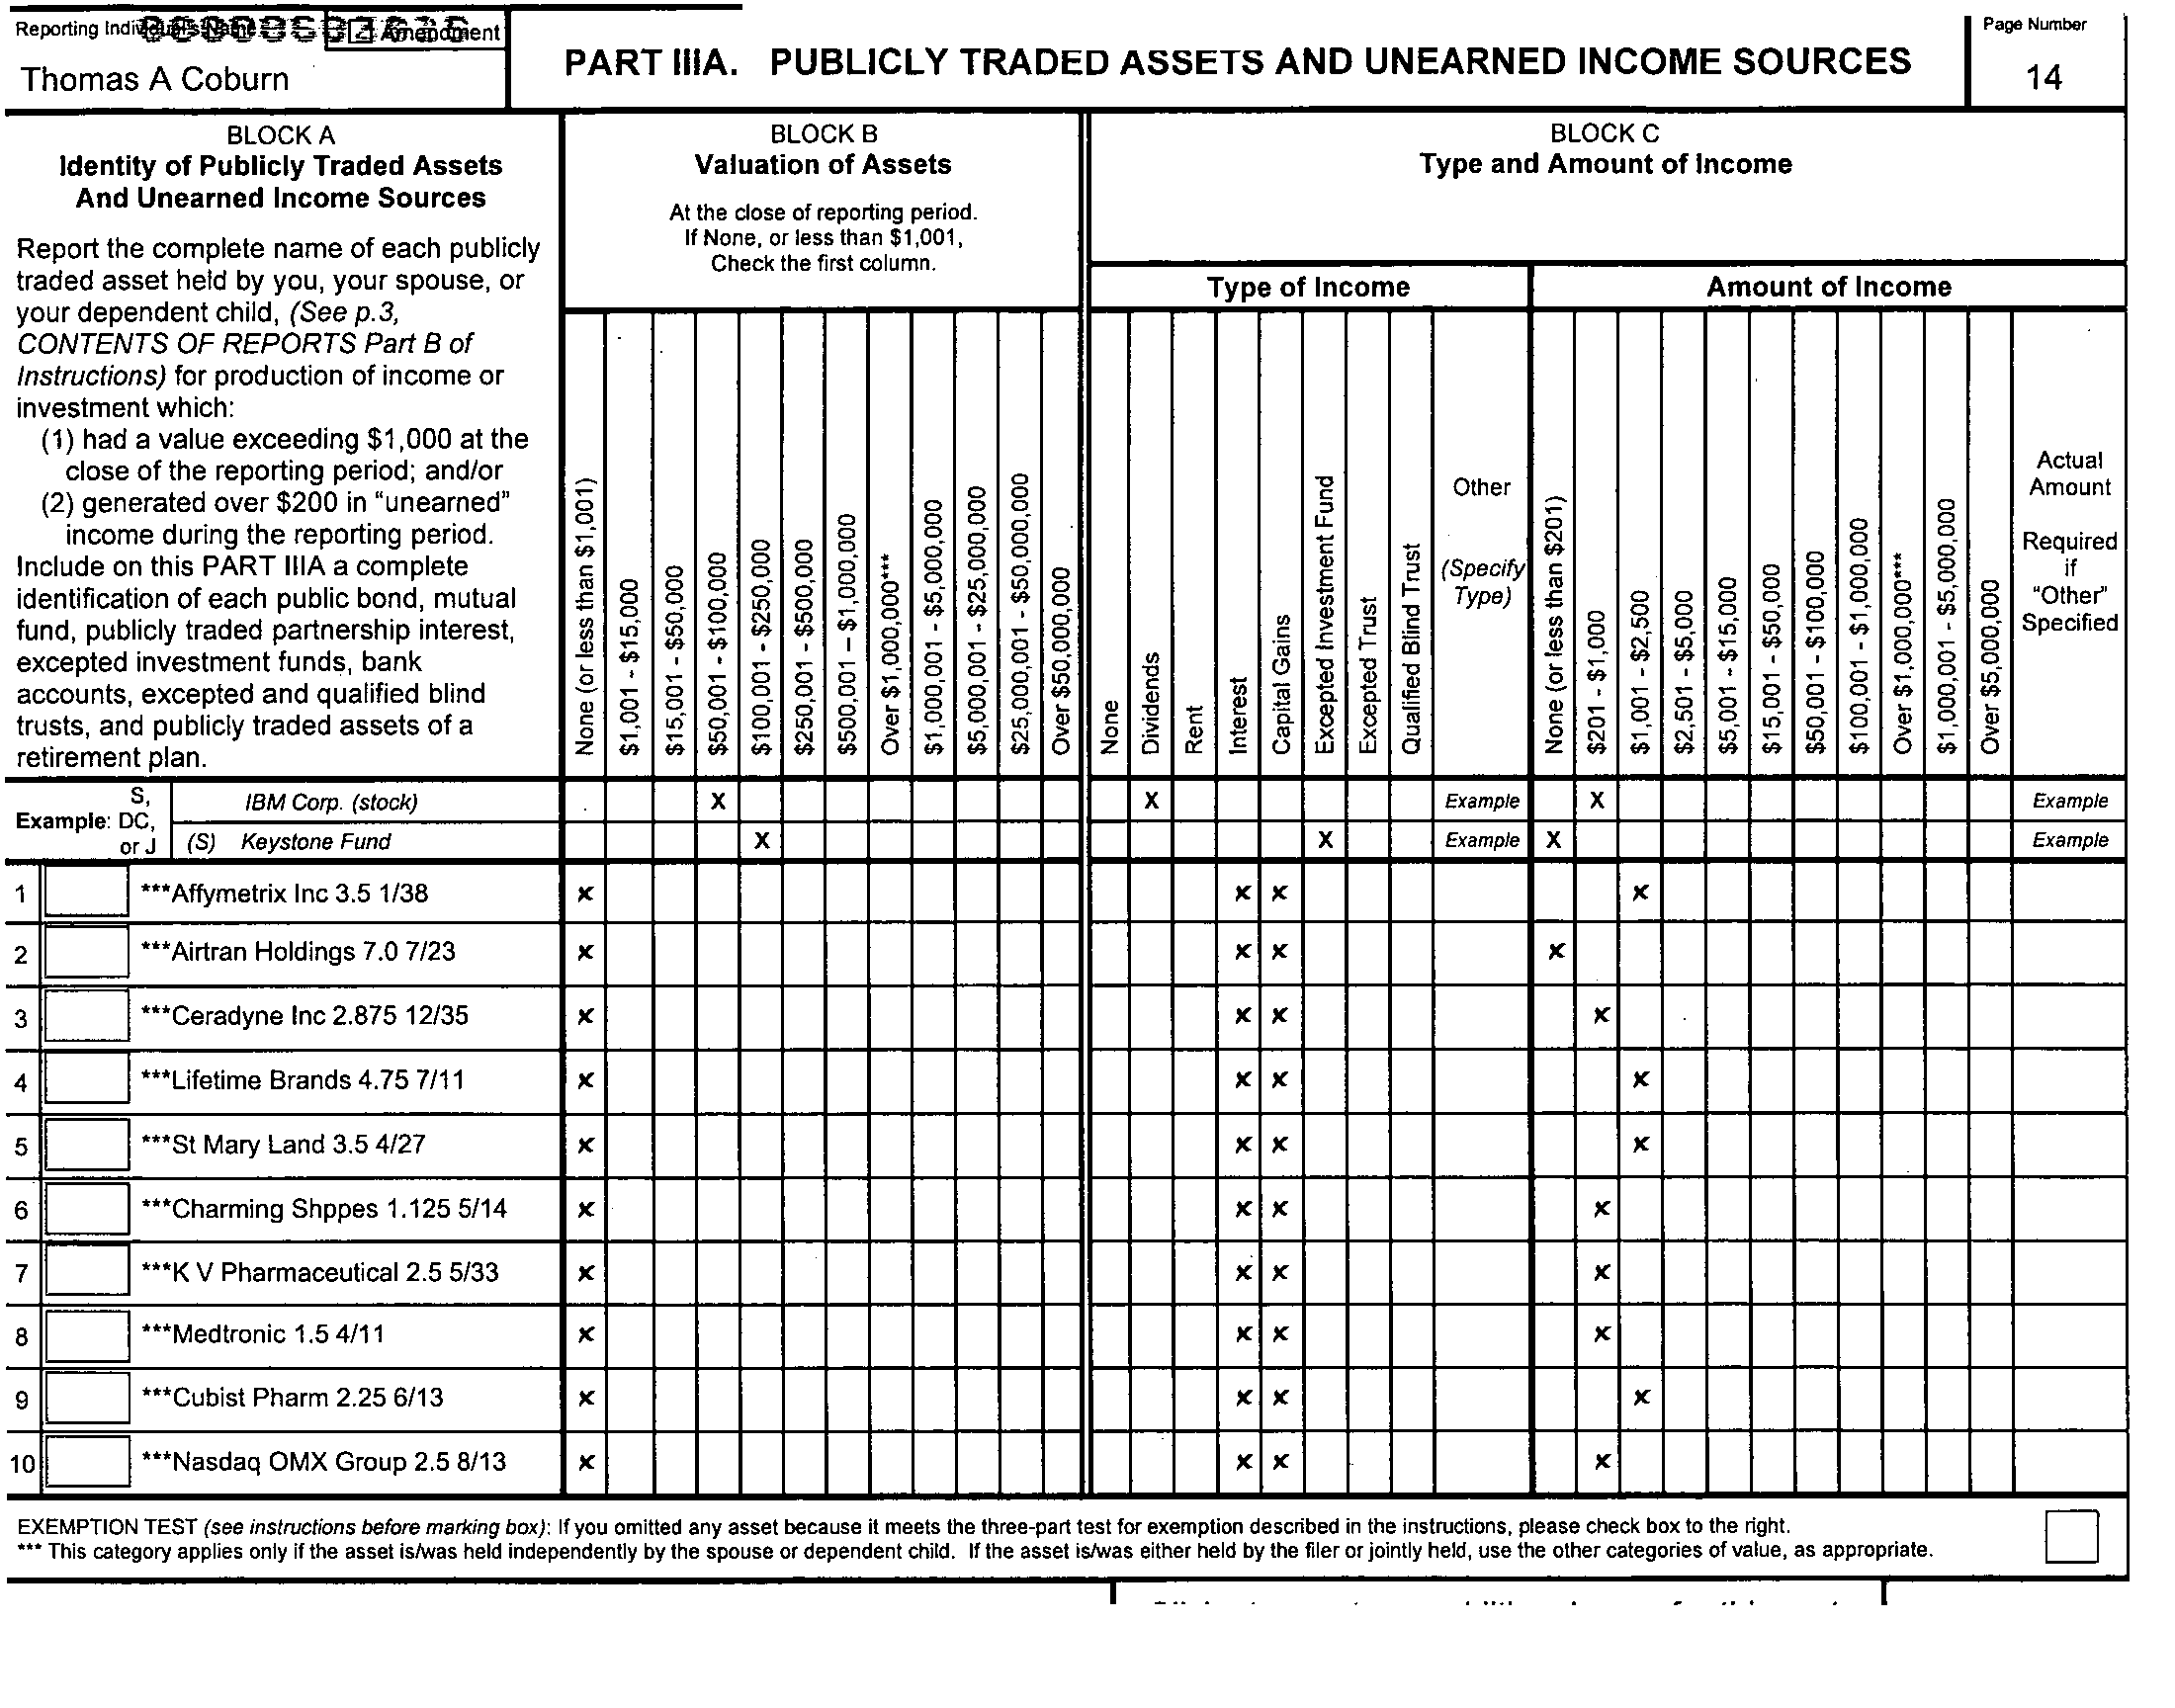 Reporting Individual's Name
Amendment
Thomas A Coburn
PART IIIA. PUBLICLY TRADED ASSETS AND UNEARNED INCOME SOURCES
Page Number
14
BLOCK A
Identity of Publicly Traded Assets
And Unearned Income Sources
Report the complete name of each publicly
traded asset held by you, your spouse, or
your dependent child, (See p.3,
CONTENTS OF REPORTS Part B of
Instructions) for production of income or
investment which:
(1) had a value exceeding $1,000 at the
close of the reporting period; and/or
(2) generated over $200 in "unearned"
income during the reporting period.
Include on this PART IIIA a complete
identification of each public bond, mutual
fund, publicly traded partnership interest,
excepted investment funds, bank
accounts, excepted and qualified blind
trusts, and publicly traded assets of a
retirement plan.
BLOCK B
Valuation of Assets
At the close of reporting period.
If None, or less than $1,001,
Check the first column.
None (or less than $1,001)
$1,001 - $15,000
$15,001 - $50,000
$50,001 - $100,000
$100,001 - $250,000
$250,001 - $500,000
$500,001 – $1,000,000
Over $1,000,000***
$1,000,001 - $5,000,000
$5,000,001 - $25,000,000
$25,000,001 - $50,000,000
Over $50,000,000
BLOCK C
Type and Amount of Income
Type of Income
None
Dividends
Rent
Interest
Capital Gains
Excepted Investment Fund
Excepted Trust
Qualified Blind Trust
Other
(Specify
Type)
Amount of Income
None (or less than $201)
$201 - $1,000
$1,001 - $2,500
$2,501 - $5,000
$5,001 - $15,000
$15,001 - $50,000
$50,001 - $100,000
$100,001 - $1,000,000
Over $1,000,000***
$1,000,001 - $5,000,000
Over $5,000,000
Actual
Amount
Required
if
"Other"
Specified
Example: S,
DC,
or J
IBM Corp. (stock) X X Example X Example
(S) Keystone Fund X X Example X Example
1 ***Affymetrix Inc 3.5 1/38 x x x x
2 ***Airtran Holdings 7.0 7/23 x x x x
3 ***Ceradyne Inc 2.875 12/35 x x x x
4 ***Lifetime Brands 4.75 7/11 x x x x
5 ***St Mary Land 3.5 4/27 x x x x
6 ***Charming Shppes 1.125 5/14 x x x x
7 ***K V Pharmaceutical 2.5 5/33 x x x x
8 ***Medtronic 1.5 4/11 x x x x
9 ***Cubist Pharm 2.25 6/13 x x x x
10 ***Nasdaq OMX Group 2.5 8/13 x x x x
EXEMPTION TEST (see instructions before marking box): If you omitted any asset because it meets the three-part test for exemption described in the instructions, please check box to the right.
*** This category applies only if the asset is/was held independently by the spouse or dependent child. If the asset is/was either held by the filer or jointly held, use the other categories of value, as appropriate.